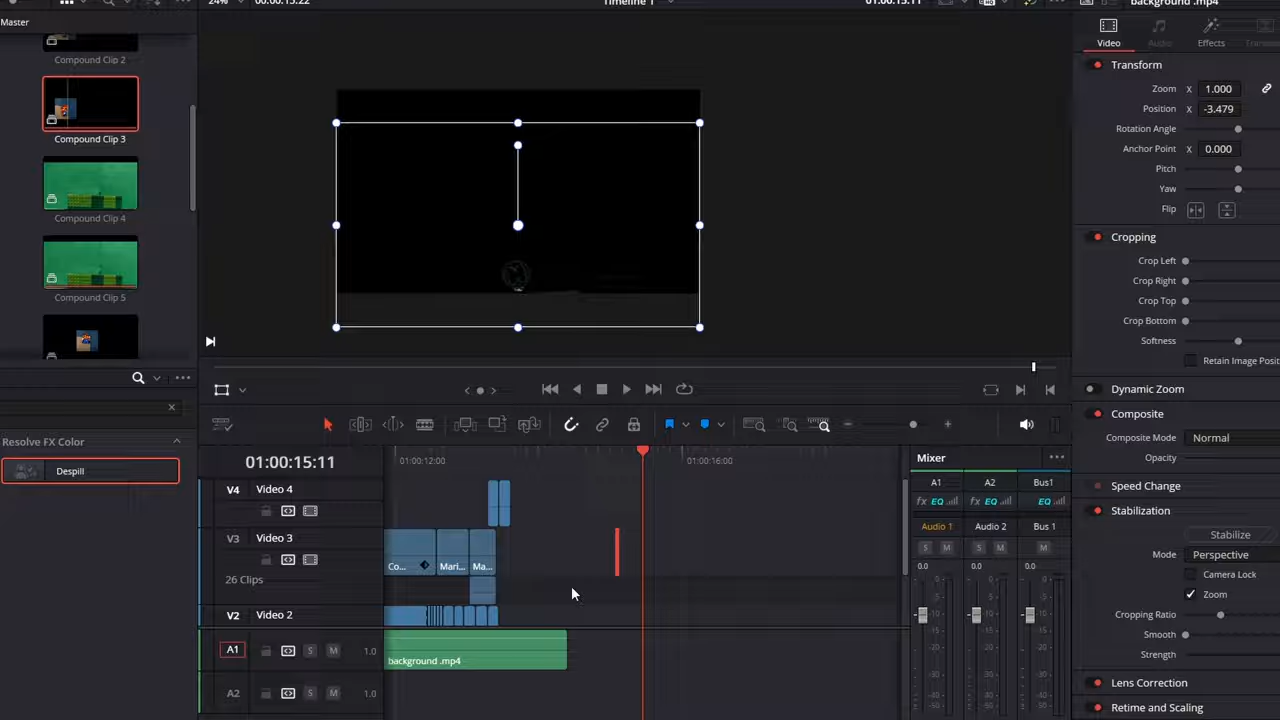 24%
00:00:15:22
Timeline 1
01:00:15:11
background .mp4
Master
Compound Clip 2
Compound Clip 3
Compound Clip 4
Compound Clip 5
Resolve FX Color
Despill
Video
Audio
Effects
Transform
Zoom X 1.000
Position X -3.479
Rotation Angle
Anchor Point X 0.000
Pitch
Yaw
Flip
Cropping
Crop Left
Crop Right
Crop Top
Crop Bottom
Softness
Retain Image Posit
Dynamic Zoom
Composite
Composite Mode Normal
Opacity
Speed Change
Stabilization
Stabilize
Mode Perspective
Camera Lock
Zoom
Cropping Ratio
Smooth
Strength
Lens Correction
Retime and Scaling
01:00:15:11
01:00:12:00
01:00:16:00
V4 Video 4
V3 Video 3
26 Clips
Co...
Mari...
Ma...
V2 Video 2
A1 S M 1.0
background .mp4
A2 S M 1.0
Mixer
A1 A2 Bus1
fx EQ fx EQ EQ
Audio 1 Audio 2 Bus 1
S M S M M
0.0 0.0 0.0